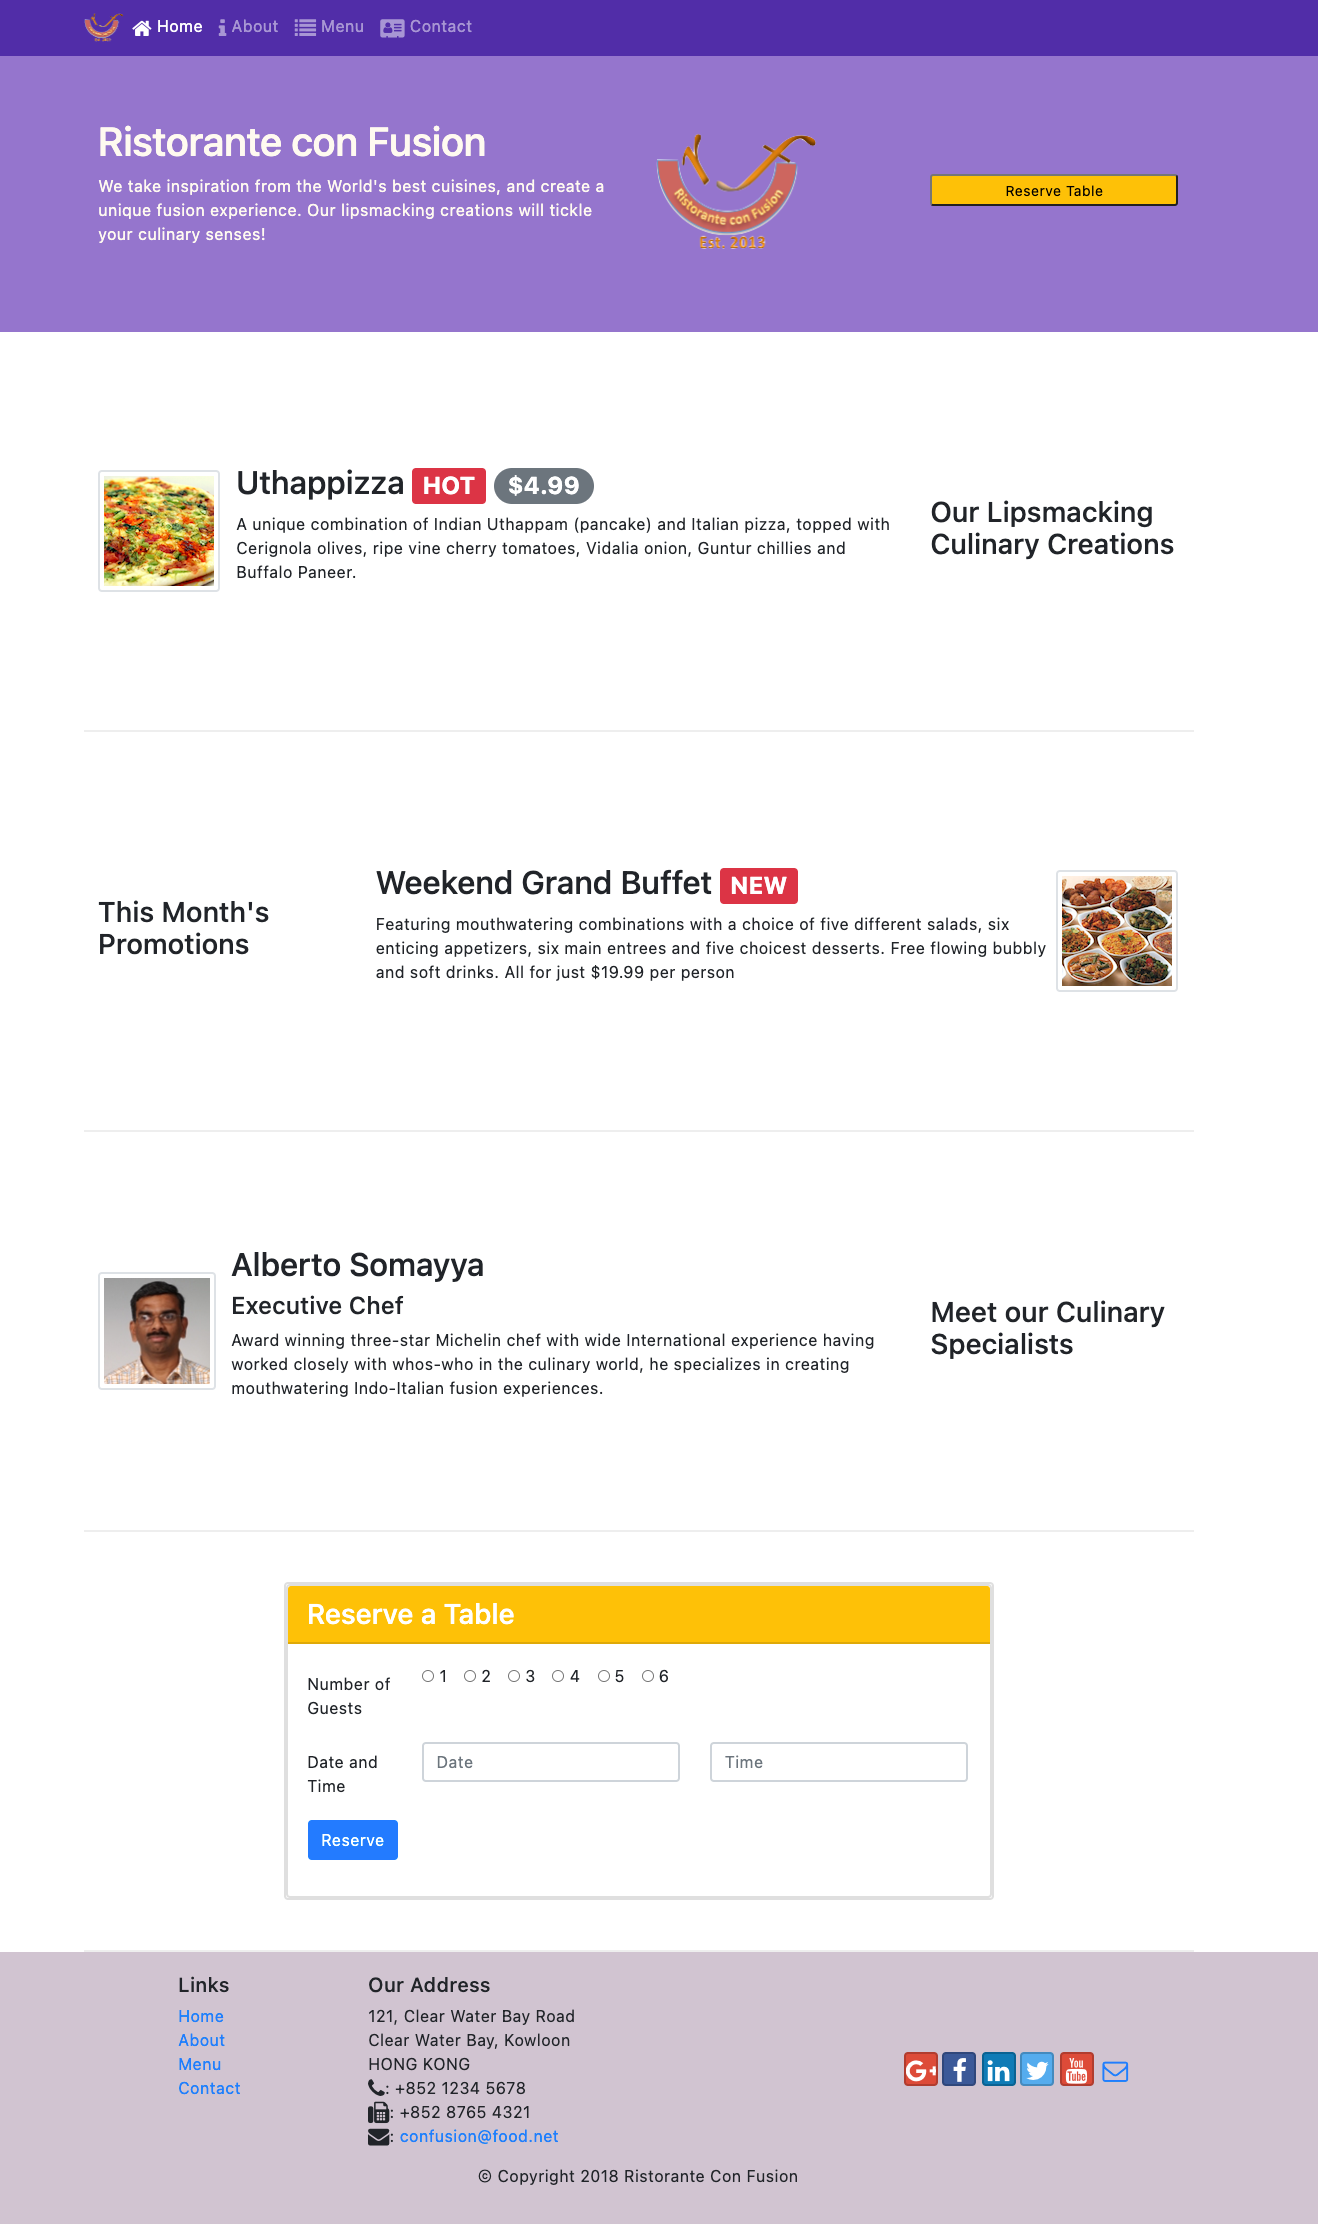 Home About Menu Contact
Ristorante con Fusion
We take inspiration from the World's best cuisines, and create a
unique fusion experience. Our lipsmacking creations will tickle
your culinary senses!
Ristorante con Fusion
Est. 2019
Reserve Table
Uthappizza HOT $4.99
A unique combination of Indian Uthappam (pancake) and Italian pizza, topped with
Cerignola olives, ripe vine cherry tomatoes, Vidalia onion, Guntur chillies and
Buffalo Paneer.
Our Lipsmacking
Culinary Creations
This Month's
Promotions
Weekend Grand Buffet NEW
Featuring mouthwatering combinations with a choice of five different salads, six
enticing appetizers, six main entrees and five choicest desserts. Free flowing bubbly
and soft drinks. All for just $19.99 per person
Alberto Somayya
Executive Chef
Award winning three-star Michelin chef with wide International experience having
worked closely with whos-who in the culinary world, he specializes in creating
mouthwatering Indo-Italian fusion experiences.
Meet our Culinary
Specialists
Reserve a Table
Number of
Guests
1 2 3 4 5 6
Date and
Time
Date
Time
Reserve
Links
Home
About
Menu
Contact
Our Address
121, Clear Water Bay Road
Clear Water Bay, Kowloon
HONG KONG
: +852 1234 5678
: +852 8765 4321
: confusion@food.net
G+ f in You Tube
© Copyright 2018 Ristorante Con Fusion